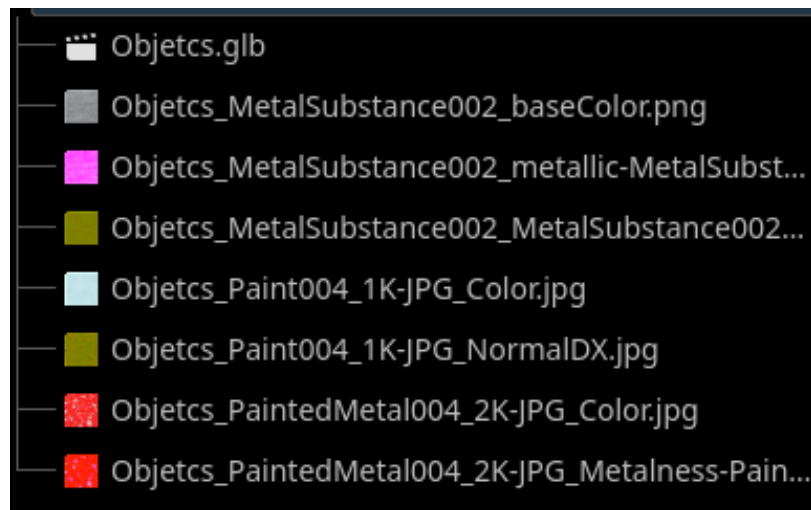 Objetcs.glb
Objetcs_MetalSubstance002_baseColor.png
Objetcs_MetalSubstance002_metallic-MetalSubst...
Objetcs_MetalSubstance002_MetalSubstance002...
Objetcs_Paint004_1K-JPG_Color.jpg
Objetcs_Paint004_1K-JPG_NormalDX.jpg
Objetcs_PaintedMetal004_2K-JPG_Color.jpg
Objetcs_PaintedMetal004_2K-JPG_Metalness-Pain...